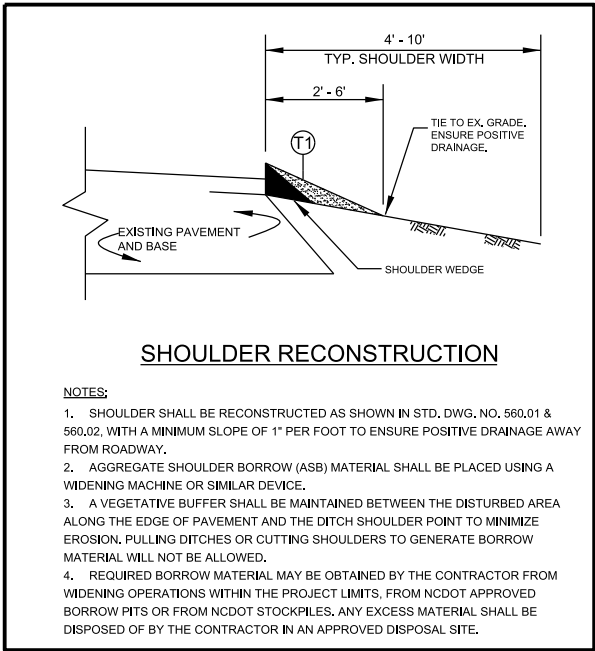 4' - 10'
TYP. SHOULDER WIDTH
2' - 6'
TIE TO EX. GRADE.
ENSURE POSITIVE
DRAINAGE.
T1
EXISTING PAVEMENT
AND BASE
SHOULDER WEDGE
SHOULDER RECONSTRUCTION
NOTES:
1. SHOULDER SHALL BE RECONSTRUCTED AS SHOWN IN STD. DWG. NO. 560.01 &
560.02, WITH A MINIMUM SLOPE OF 1" PER FOOT TO ENSURE POSITIVE DRAINAGE AWAY
FROM ROADWAY.
2. AGGREGATE SHOULDER BORROW (ASB) MATERIAL SHALL BE PLACED USING A
WIDENING MACHINE OR SIMILAR DEVICE.
3. A VEGETATIVE BUFFER SHALL BE MAINTAINED BETWEEN THE DISTURBED AREA
ALONG THE EDGE OF PAVEMENT AND THE DITCH SHOULDER POINT TO MINIMIZE
EROSION. PULLING DITCHES OR CUTTING SHOULDERS TO GENERATE BORROW
MATERIAL WILL NOT BE ALLOWED.
4. REQUIRED BORROW MATERIAL MAY BE OBTAINED BY THE CONTRACTOR FROM
WIDENING OPERATIONS WITHIN THE PROJECT LIMITS, FROM NCDOT APPROVED
BORROW PITS OR FROM NCDOT STOCKPILES. ANY EXCESS MATERIAL SHALL BE
DISPOSED OF BY THE CONTRACTOR IN AN APPROVED DISPOSAL SITE.